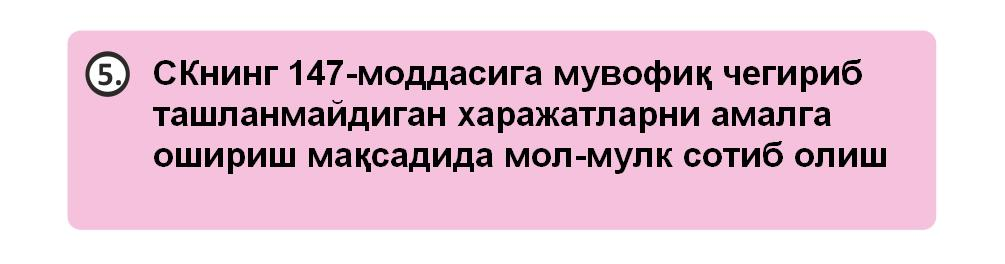 5. СКнинг 147-моддасига мувофиқ чегириб
ташланмайдиган харажатларни амалга
ошириш мақсадида мол-мулк сотиб олиш